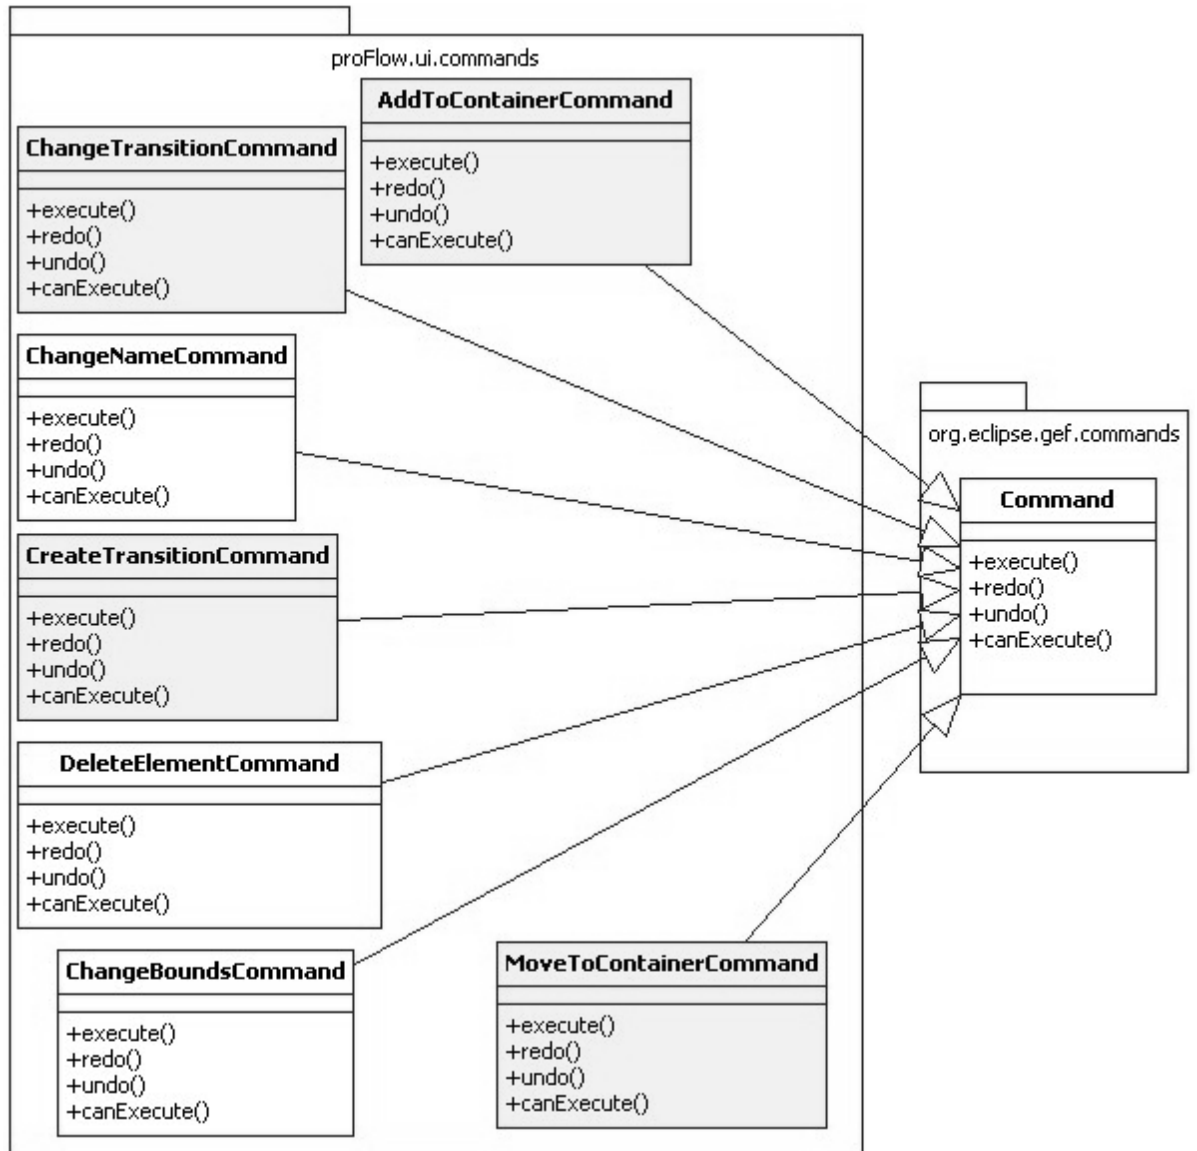 proFlow.ui.commands
AddToContainerCommand
+execute()
+redo()
+undo()
+canExecute()
ChangeTransitionCommand
+execute()
+redo()
+undo()
+canExecute()
ChangeNameCommand
+execute()
+redo()
+undo()
+canExecute()
CreateTransitionCommand
+execute()
+redo()
+undo()
+canExecute()
DeleteElementCommand
+execute()
+redo()
+undo()
+canExecute()
ChangeBoundsCommand
+execute()
+redo()
+undo()
+canExecute()
MoveToContainerCommand
+execute()
+redo()
+undo()
+canExecute()
org.eclipse.gef.commands
Command
+execute()
+redo()
+undo()
+canExecute()